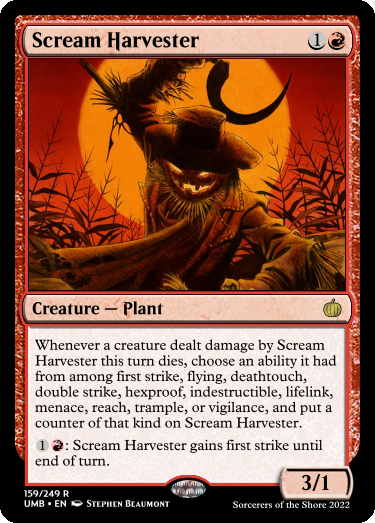 Scream Harvester 1
Creature — Plant
Whenever a creature dealt damage by Scream
Harvester this turn dies, choose an ability it had
from among first strike, flying, deathtouch,
double strike, hexproof, indestructible, lifelink,
menace, reach, trample, or vigilance, and put a
counter of that kind on Scream Harvester.
1 : Scream Harvester gains first strike until
end of turn.
3/1
159/249 R
UMB • EN Stephen Beaumont
Sorcerers of the Shore 2022